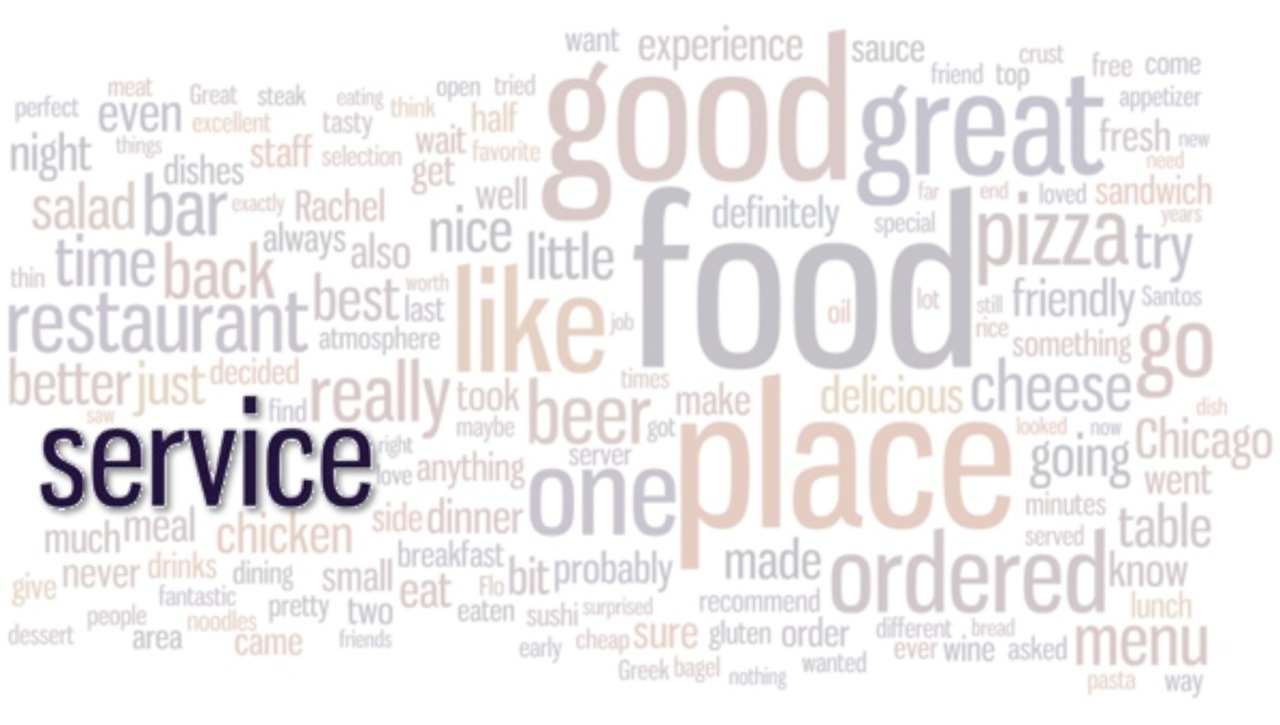 want experience sauce crust
good great
friend top free come
meat perfect even Great steak eating open tried appetizer
excellent tasty think half
night things dishes staff selection wait favorite get fresh new need
salad bar exactly Rachel well far end loved sandwich
always also nice little definitely special pizza try years
thin time back food
restaurant best worth last like job oil lot still rice friendly Santos
atmosphere something go
better just decided really times took beer make delicious cheese
saw find maybe got place looked now dish Chicago
service right love anything server one going went
much meal chicken side dinner minutes table served
breakfast bit probably made ordered know
give never drinks dining small eat Flo
fantastic pretty two eaten sushi surprised recommend lunch
people noodles area came friends dessert
early cheap sure gluten order different bread ever wine asked menu
Greek bagel nothing wanted pasta way